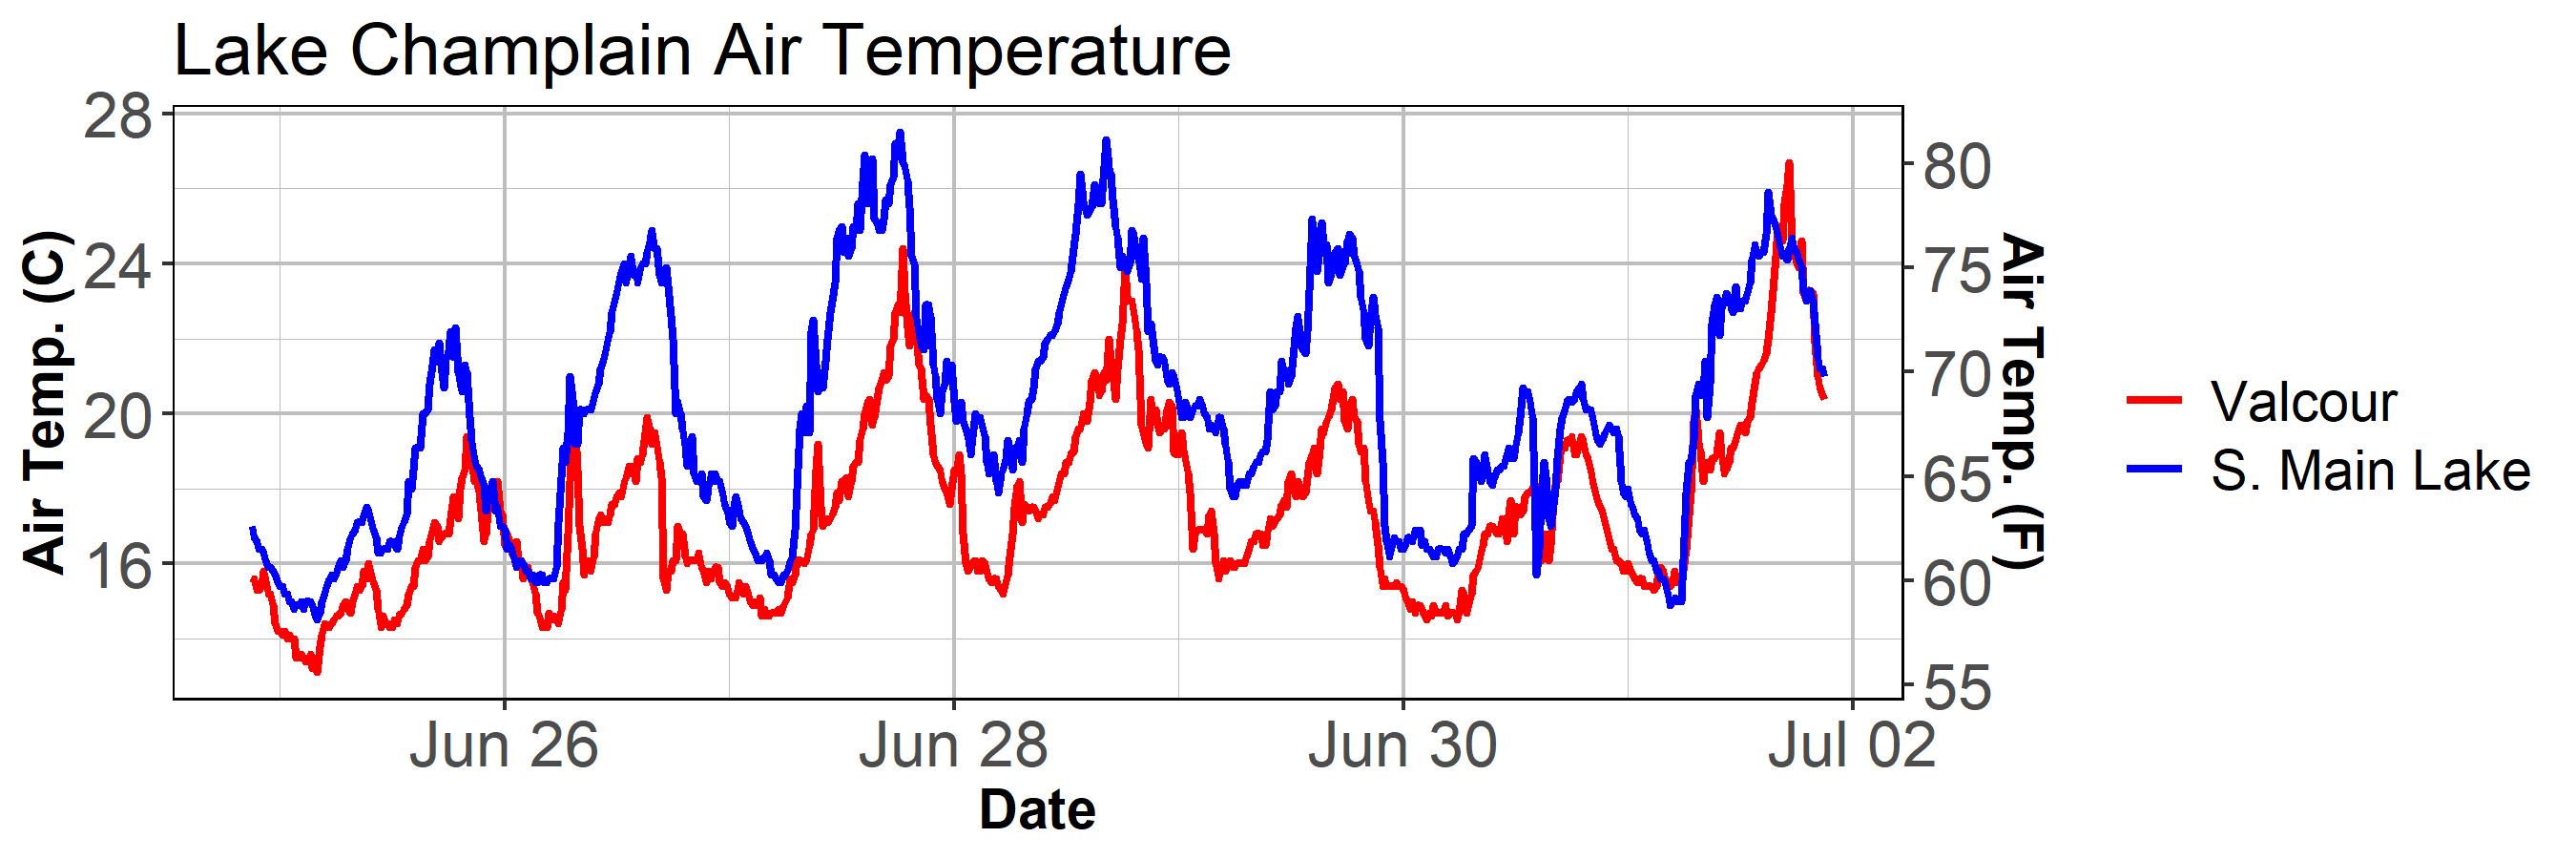 Lake Champlain Air Temperature
28
24
20
16
Air Temp. (C)
80
75
70
65
60
55
Air Temp. (F)
Jun 26
Jun 28
Jun 30
Jul 02
Date
Valcour
S. Main Lake